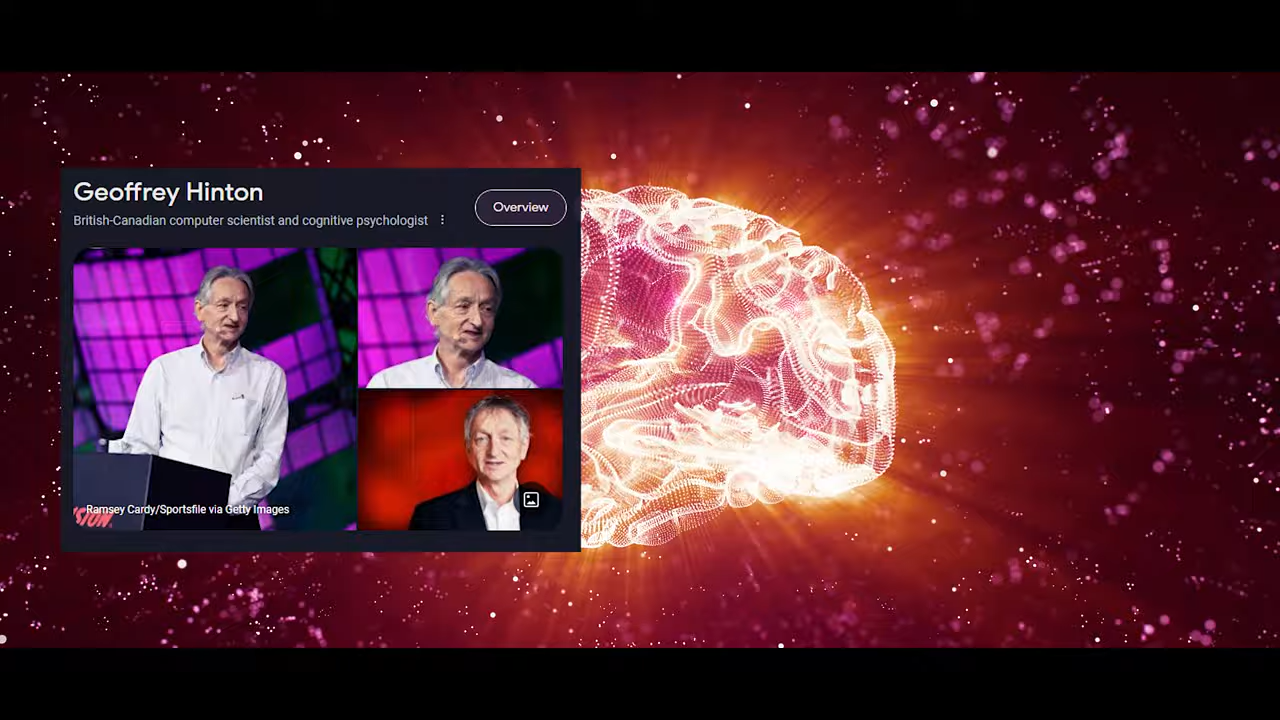 Geoffrey Hinton
British-Canadian computer scientist and cognitive psychologist
Overview
Ramsey Cardy/Sportsfile via Getty Images